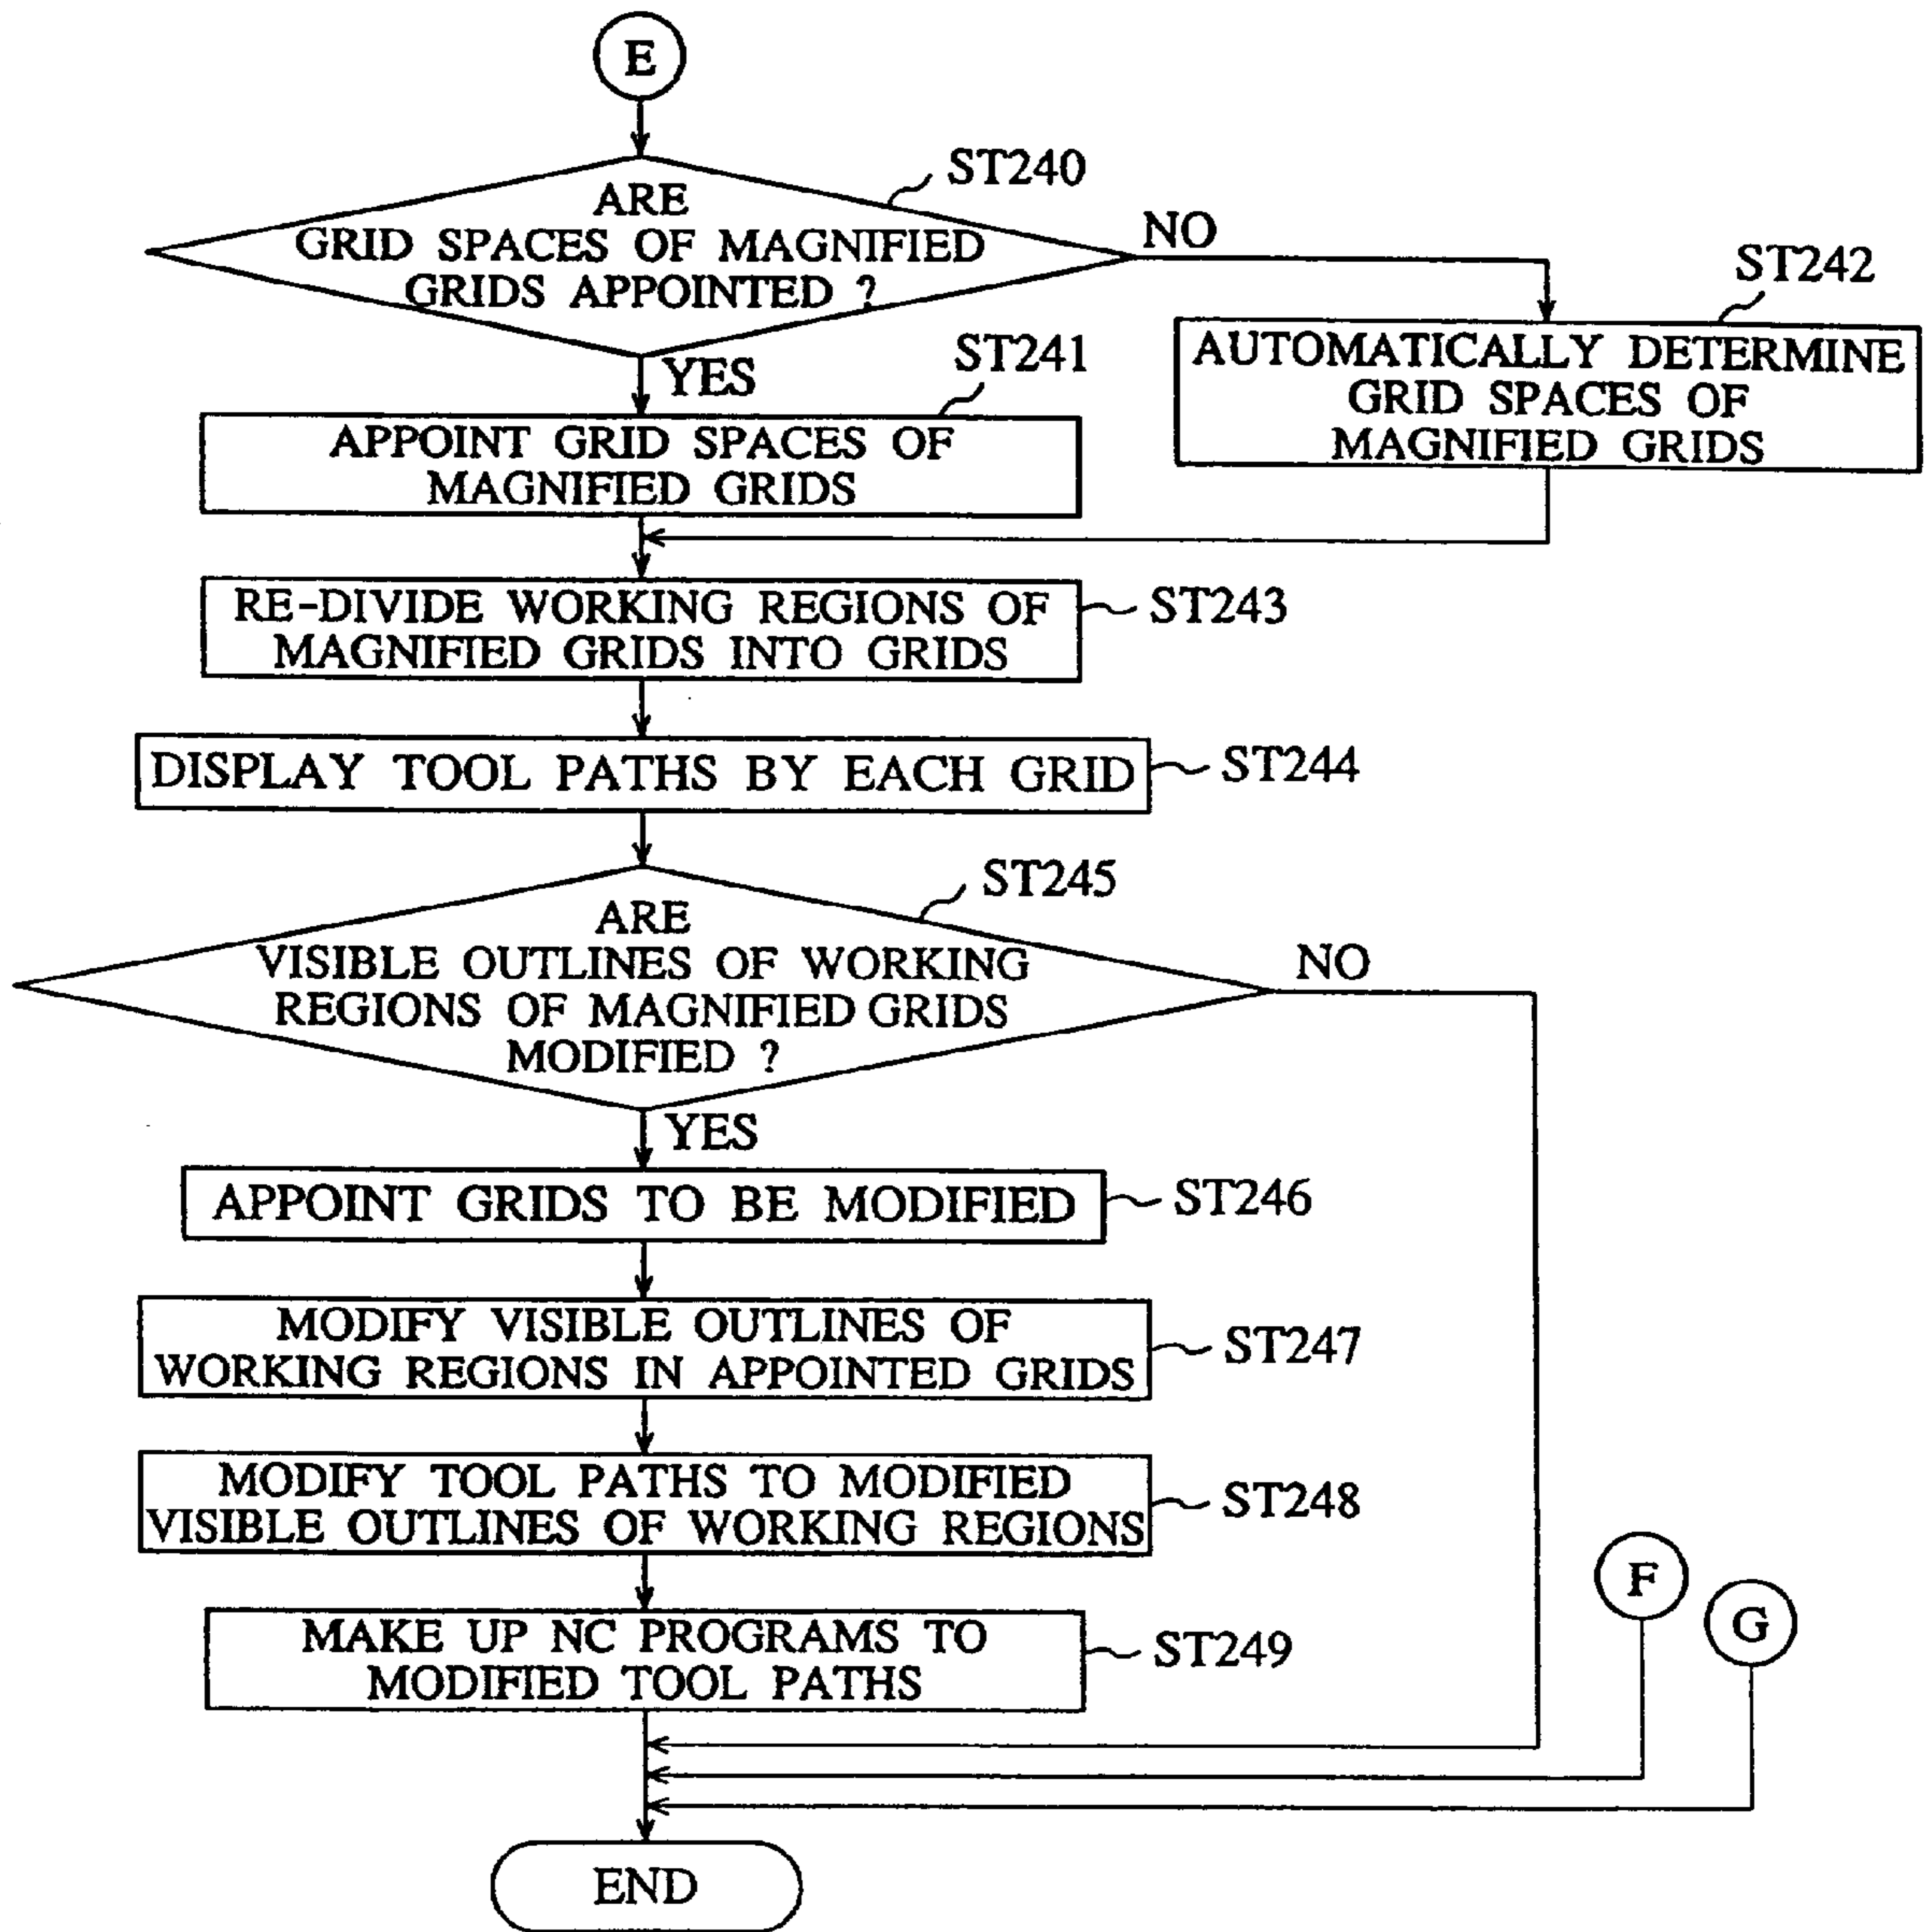 E
ST240
ARE
GRID SPACES OF MAGNIFIED
GRIDS APPOINTED ?
NO
ST242
AUTOMATICALLY DETERMINE
GRID SPACES OF
MAGNIFIED GRIDS
YES
ST241
APPOINT GRID SPACES OF
MAGNIFIED GRIDS
RE-DIVIDE WORKING REGIONS OF
MAGNIFIED GRIDS INTO GRIDS
ST243
DISPLAY TOOL PATHS BY EACH GRID
ST244
ST245
ARE
VISIBLE OUTLINES OF WORKING
REGIONS OF MAGNIFIED GRIDS
MODIFIED ?
NO
YES
APPOINT GRIDS TO BE MODIFIED
ST246
MODIFY VISIBLE OUTLINES OF
WORKING REGIONS IN APPOINTED GRIDS
ST247
MODIFY TOOL PATHS TO MODIFIED
VISIBLE OUTLINES OF WORKING REGIONS
ST248
F
G
MAKE UP NC PROGRAMS TO
MODIFIED TOOL PATHS
ST249
END